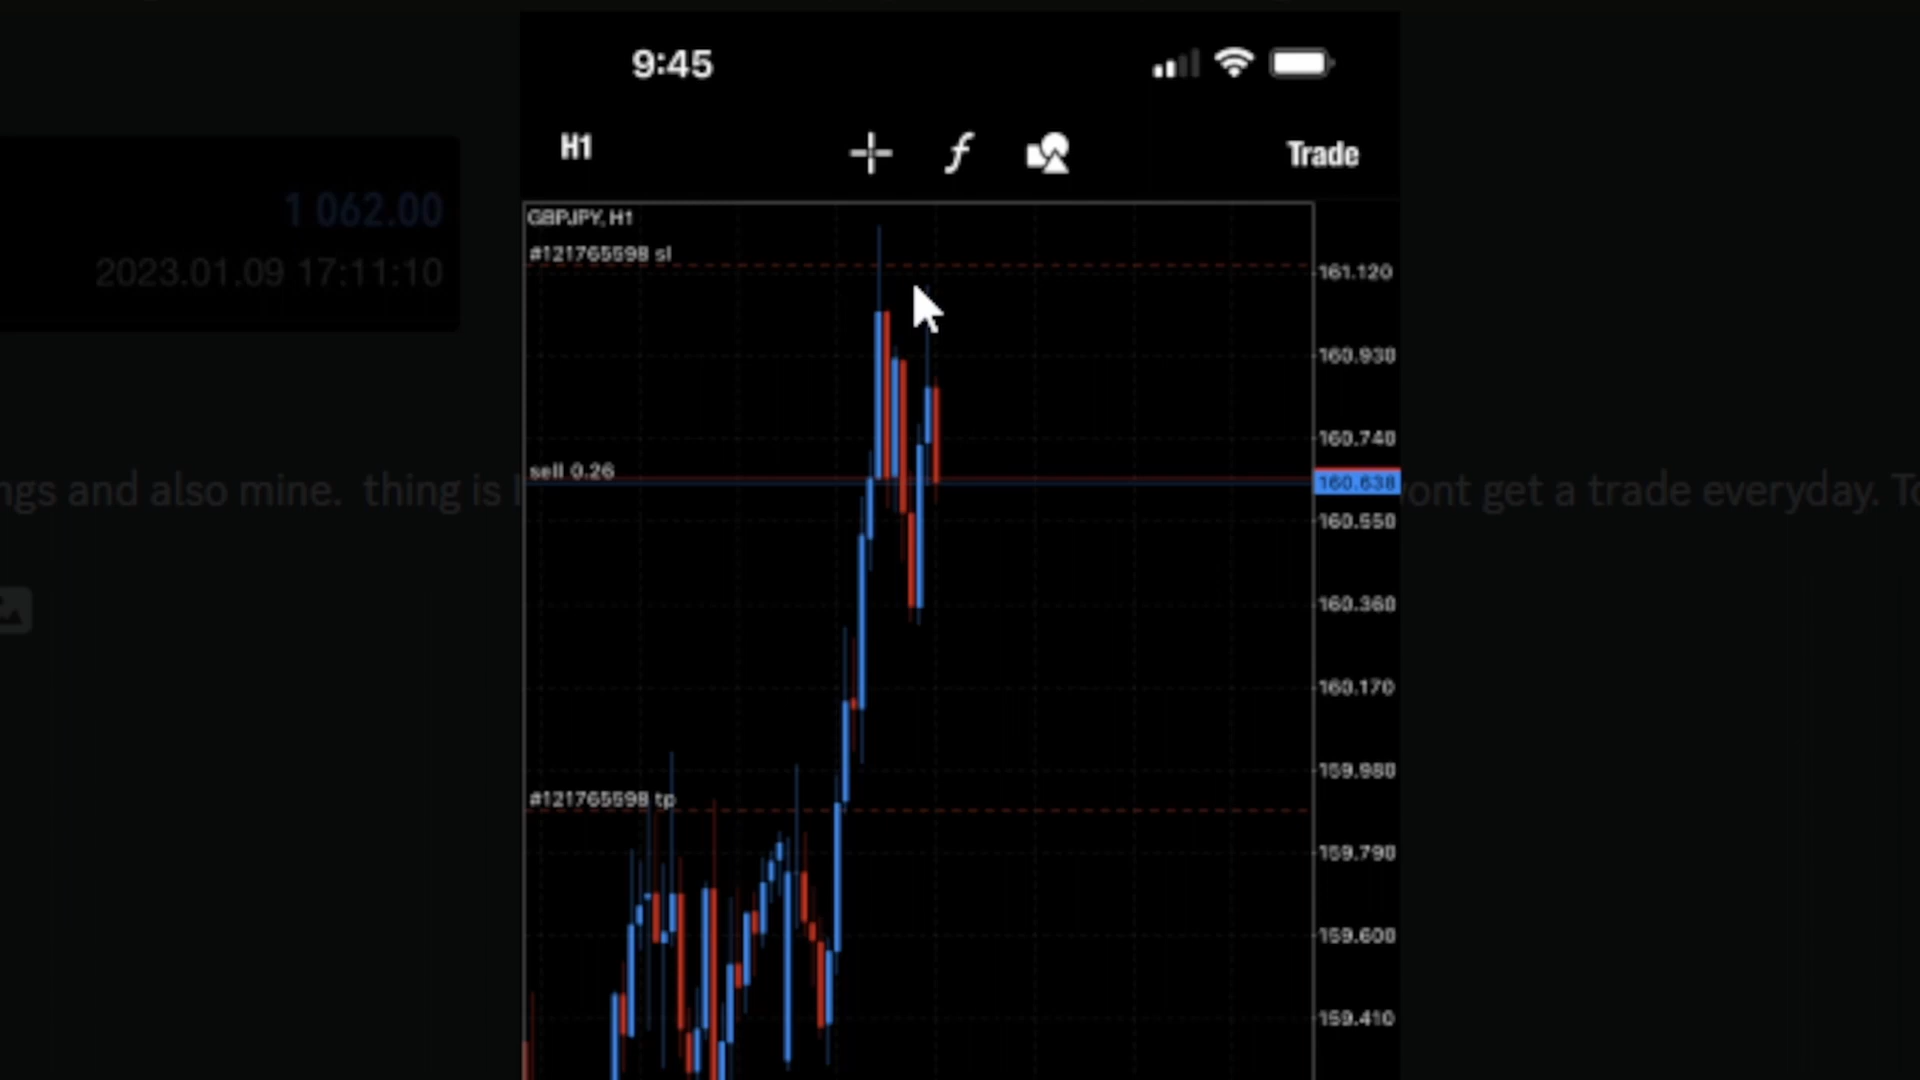 9:45
H1
Trade
GBPJPY, H1
#121765598 sl
161.120
1 062.00
2023.01.09 17:11:10
160.930
160.740
sell 0.26
160.638
ngs and also mine. thing is
wont get a trade everyday.
160.550
160.360
160.170
159.980
#121765598 tp
159.790
159.600
159.410